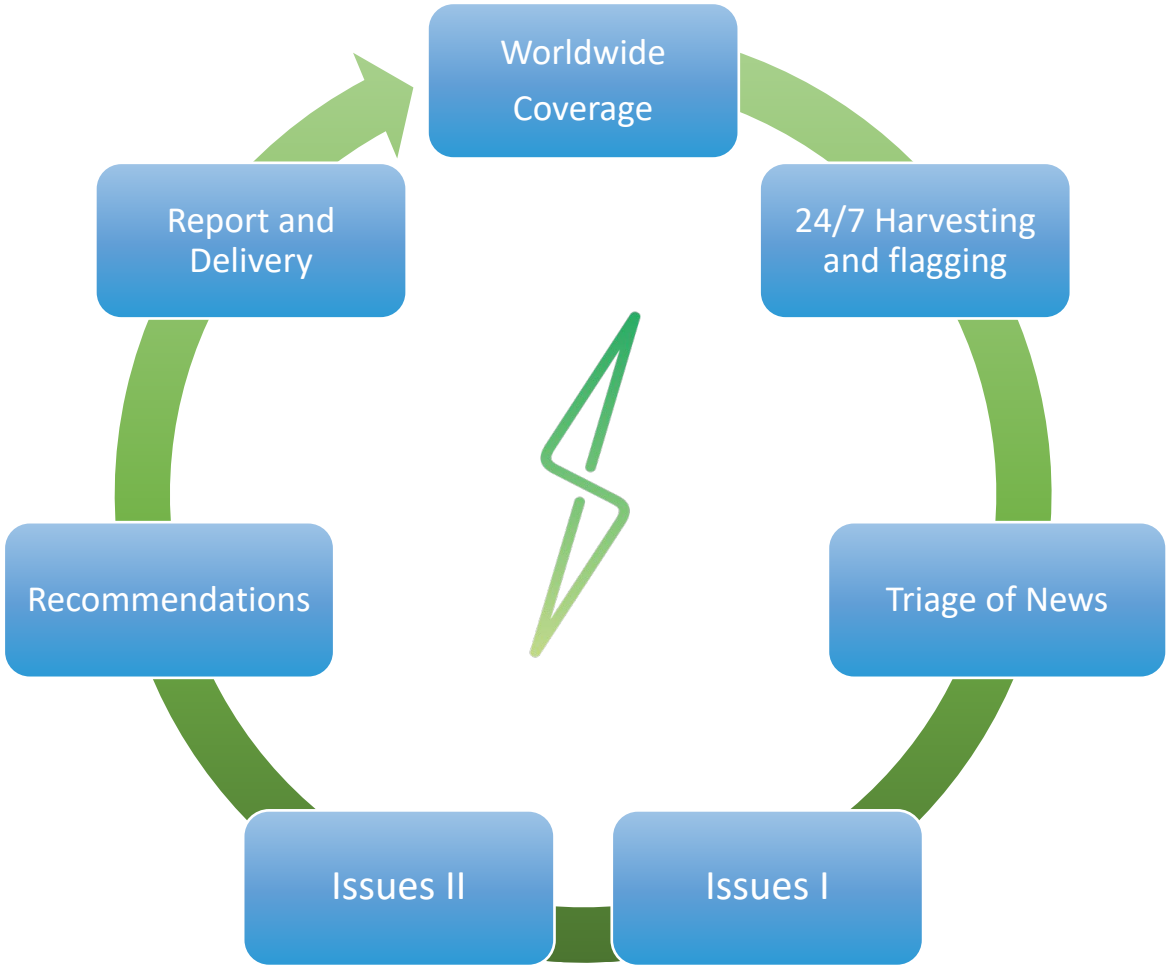 Worldwide
Coverage
24/7 Harvesting
and flagging
Triage of News
Issues I
Issues II
Recommendations
Report and
Delivery